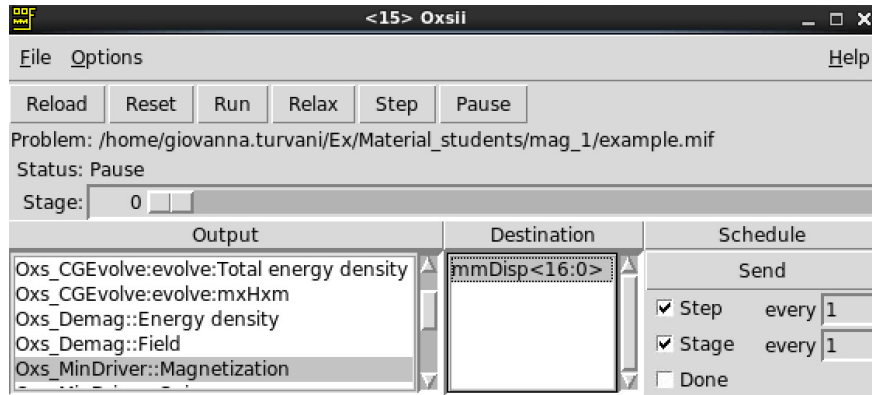 <15> Oxsii
File Options Help
Reload Reset Run Relax Step Pause
Problem: /home/giovanna.turvani/Ex/Material_students/mag_1/example.mif
Status: Pause
Stage: 0
Output Destination Schedule
Oxs_CGEvolve:evolve:Total energy density
Oxs_CGEvolve:evolve:mxHxm
Oxs_Demag::Energy density
Oxs_Demag::Field
Oxs_MinDriver::Magnetization
mmDisp<16:0>
Send
Step every 1
Stage every 1
Done